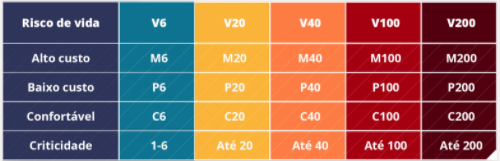 Risco de vida V6 V20 V40 V100 V200
Alto custo M6 M20 M40 M100 M200
Baixo custo P6 P20 P40 P100 P200
Confortável C6 C20 C40 C100 C200
Criticidade 1-6 Até 20 Até 40 Até 100 Até 200